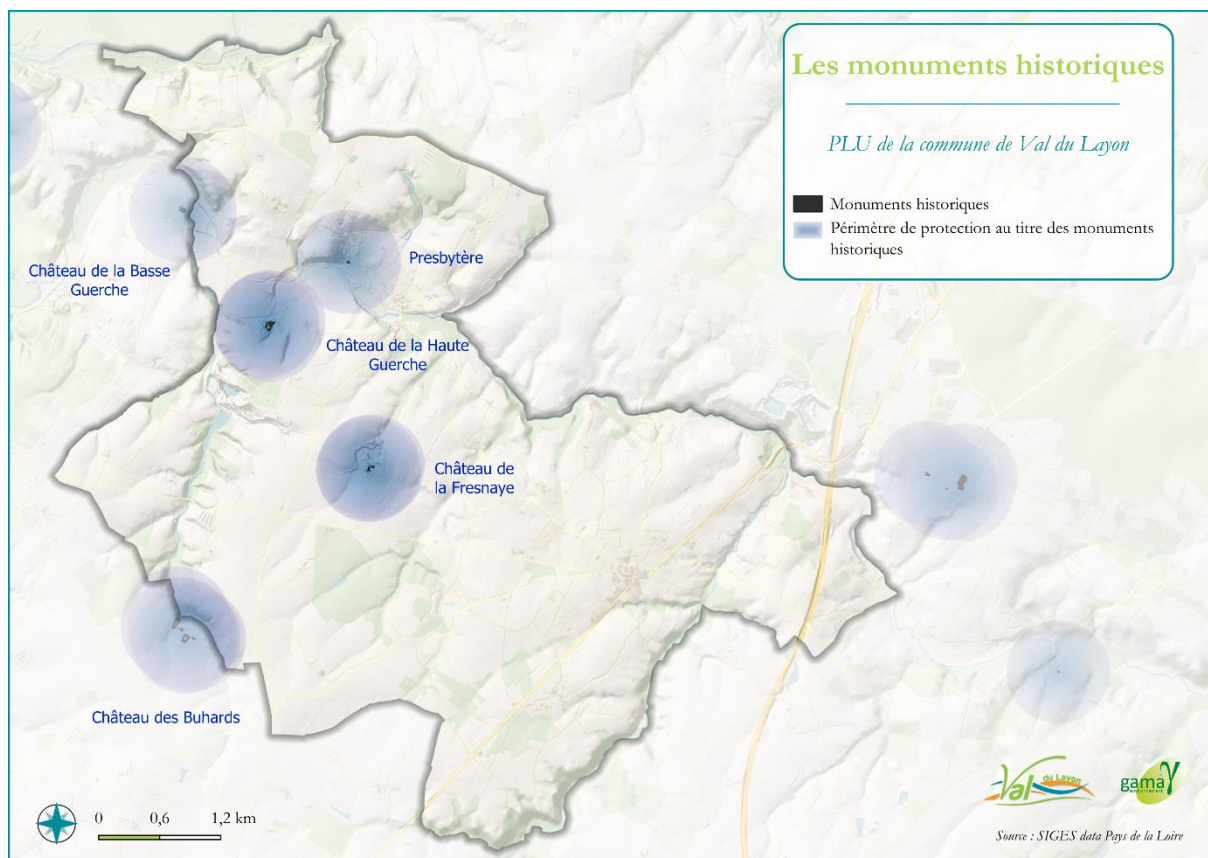 Les monuments historiques
PLU de la commune de Val du Layon
Monuments historiques
Périmètre de protection au titre des monuments
historiques
Château de la Basse
Guerche
Presbytère
Château de la Haute
Guerche
Château de
la Fresnaye
Château des Buhards
0 0,6 1,2 km
Val du Layon
gama
environnement
Source : SIGES data Pays de la Loire